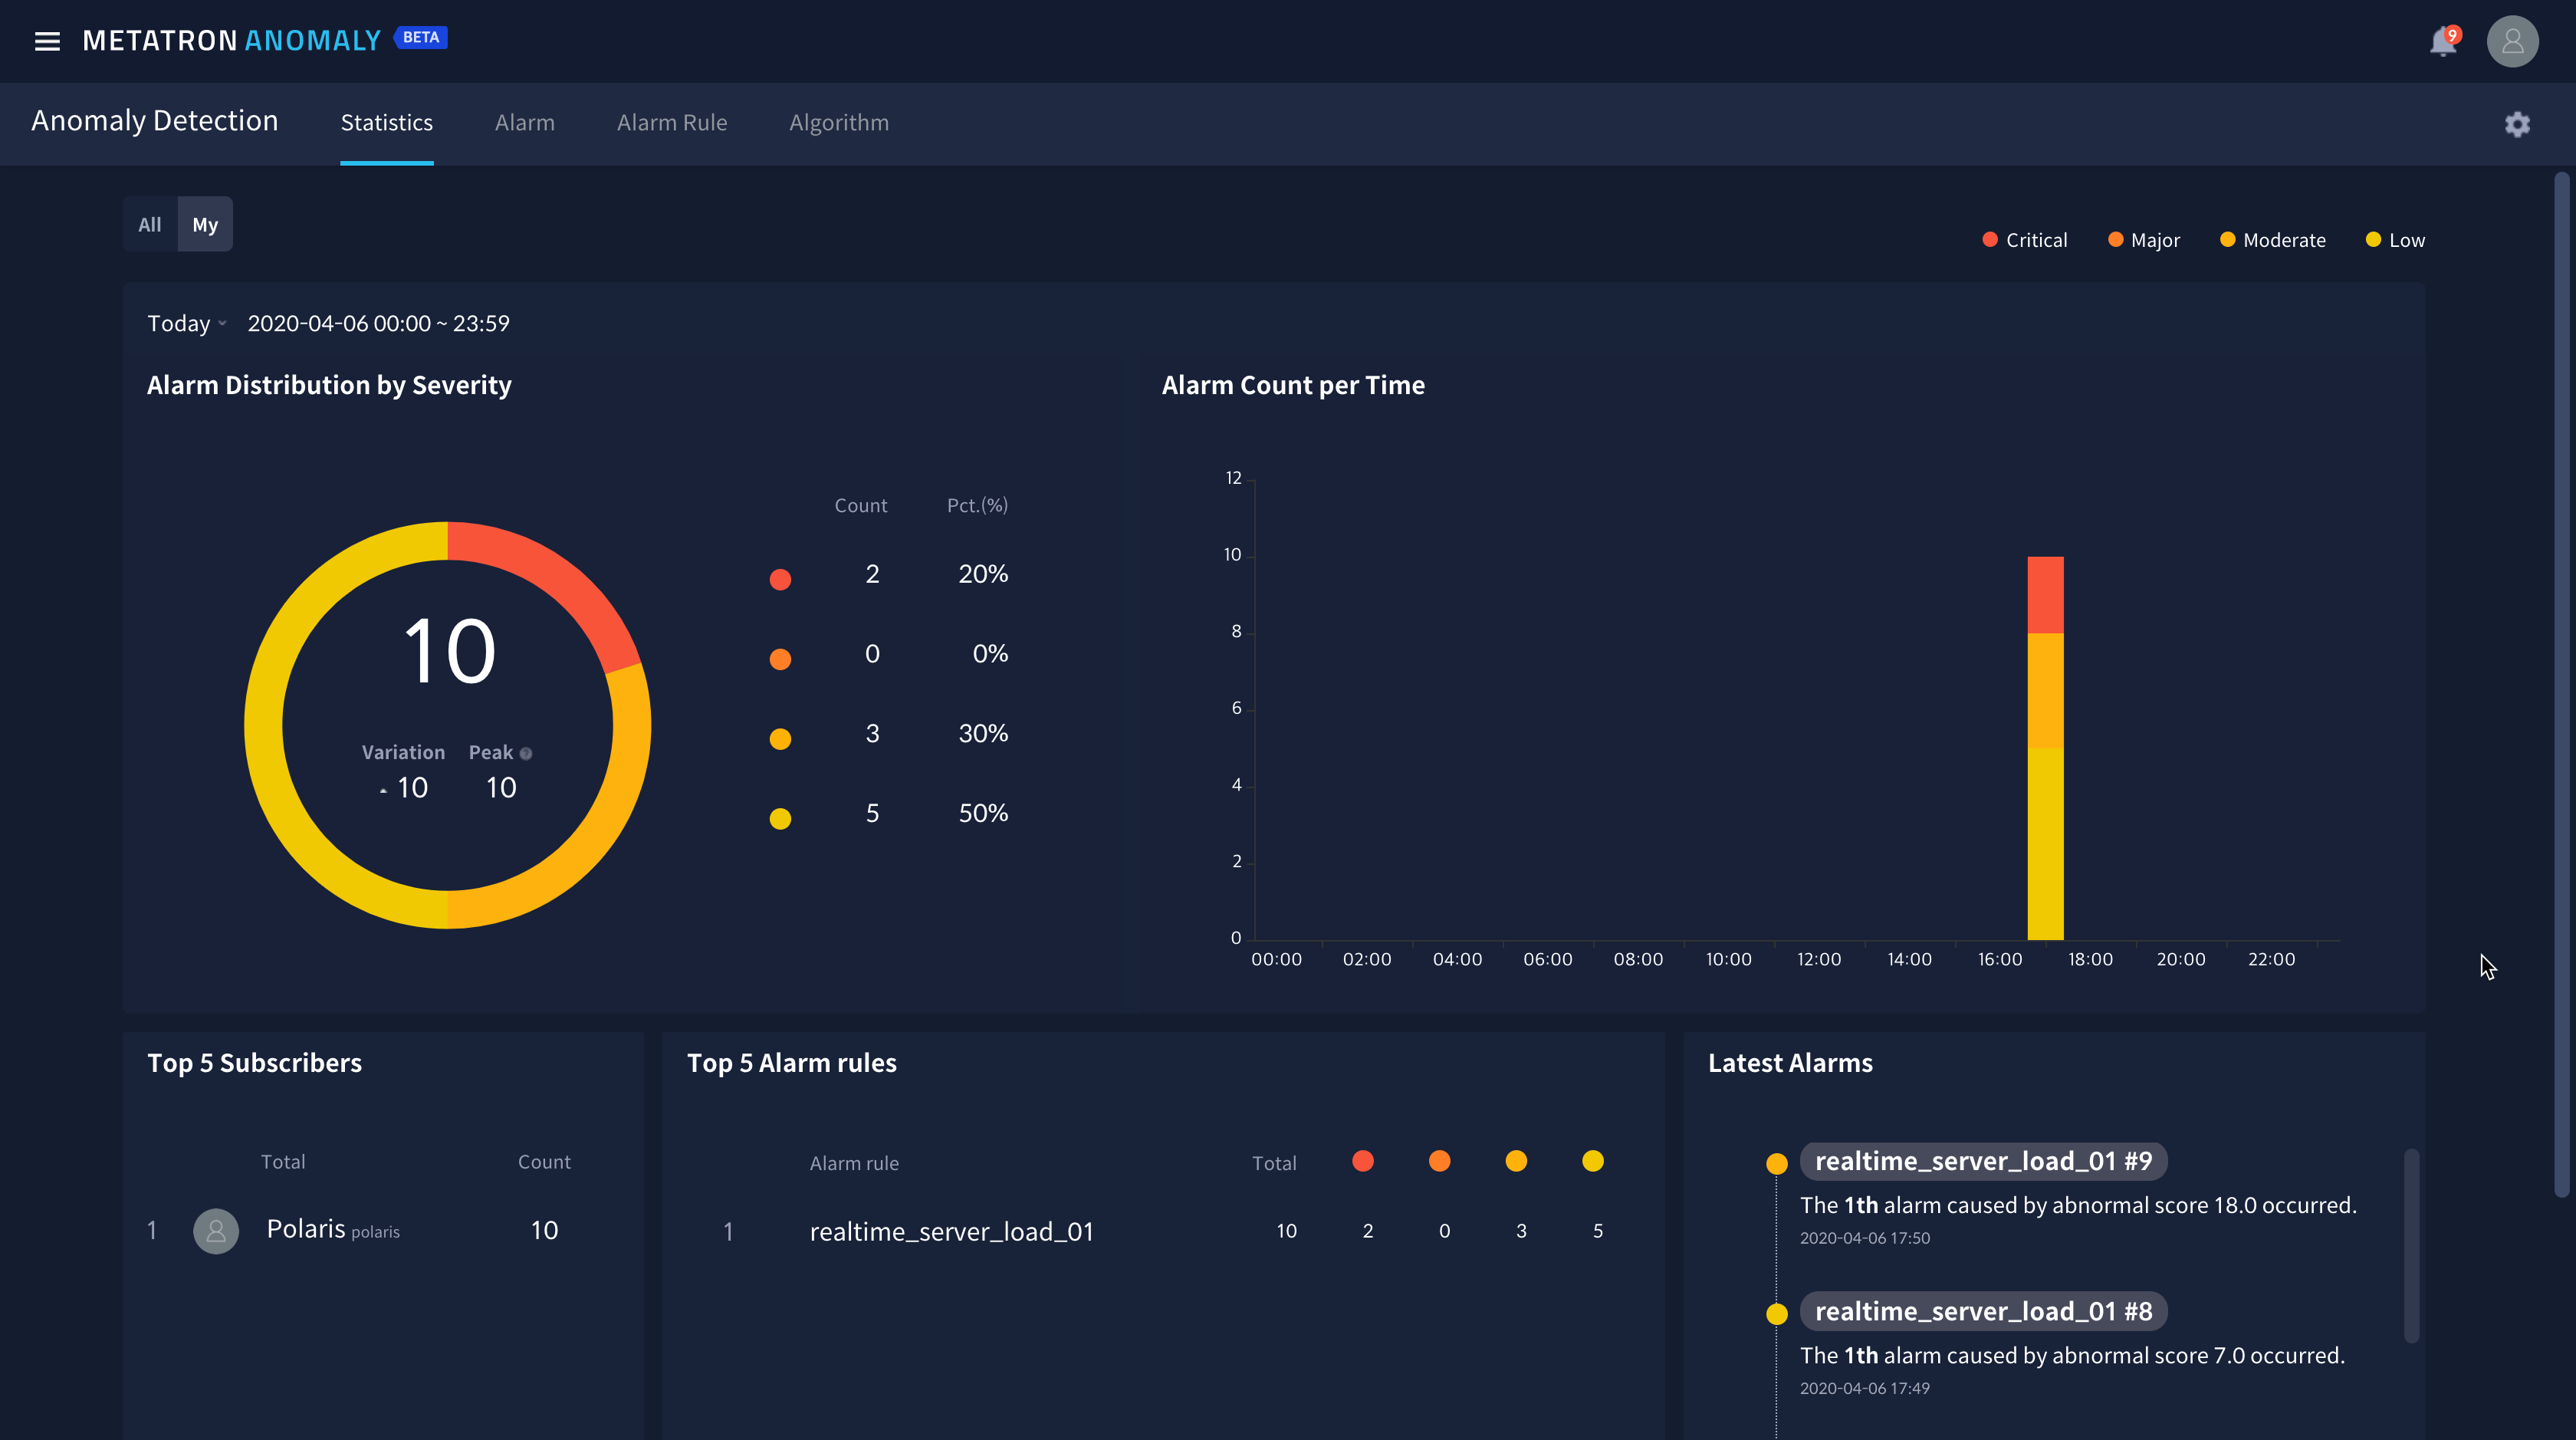 METATRON ANOMALY BETA
9
Anomaly Detection Statistics Alarm Alarm Rule Algorithm
All My
Critical Major Moderate Low
Today 2020-04-06 00:00 ~ 23:59
Alarm Distribution by Severity
10
Variation Peak ?
10 10
Count Pct.(%)
2 20%
0 0%
3 30%
5 50%
Alarm Count per Time
12
10
8
6
4
2
0
00:00 02:00 04:00 06:00 08:00 10:00 12:00 14:00 16:00 18:00 20:00 22:00
Top 5 Subscribers
Total Count
1 Polaris polaris 10
Top 5 Alarm rules
Alarm rule Total
1 realtime_server_load_01 10 2 0 3 5
Latest Alarms
realtime_server_load_01 #9
The 1th alarm caused by abnormal score 18.0 occurred.
2020-04-06 17:50
realtime_server_load_01 #8
The 1th alarm caused by abnormal score 7.0 occurred.
2020-04-06 17:49